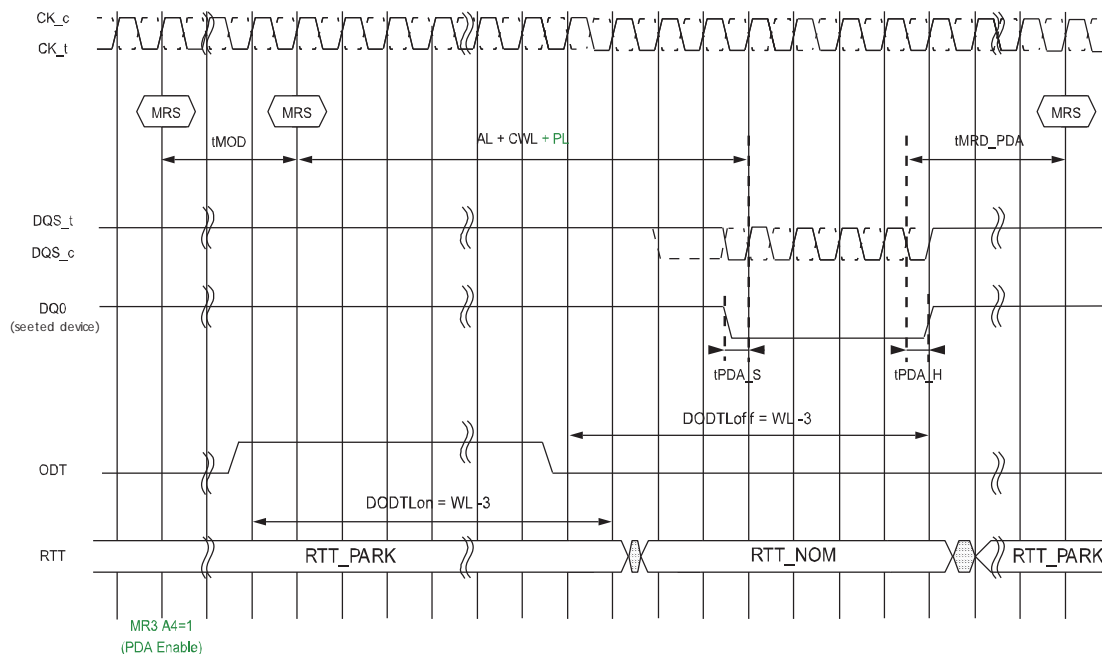 CK_c
CK_t
MRS
MRS
MRS
tMOD
AL + CWL + PL
tMRD_PDA
DQS_t
DQS_c
DQ0
(seeted device)
tPDA_S
tPDA_H
DODTLoff = WL -3
ODT
DODTLon = WL -3
RTT
RTT_PARK
RTT_NOM
RTT_PARK
MR3 A4=1
(PDA Enable)